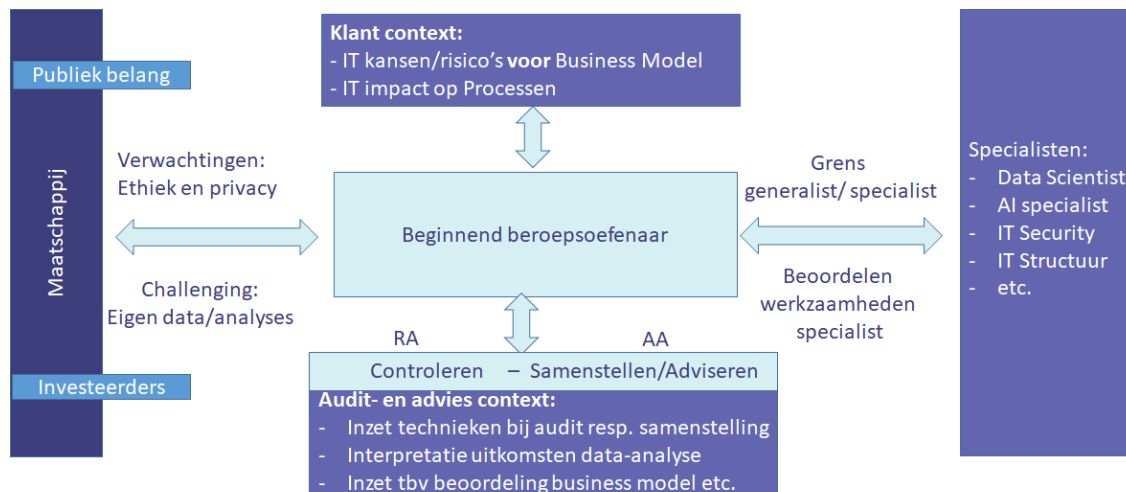 Klant context:
- IT kansen/risico's voor Business Model
- IT impact op Processen
Publiek belang
Maatschappij
Investeerders
Verwachtingen:
Ethiek en privacy
Challenging:
Eigen data/analyses
Beginnend beroepsoefenaar
Grens
generalist/ specialist
Beoordelen
werkzaamheden
specialist
Specialisten:
- Data Scientist
- AI specialist
- IT Security
- IT Structuur
- etc.
RA AA
Controleren – Samenstellen/Adviseren
Audit- en advies context:
- Inzet technieken bij audit resp. samenstelling
- Interpretatie uitkomsten data-analyse
- Inzet tbv beoordeling business model etc.